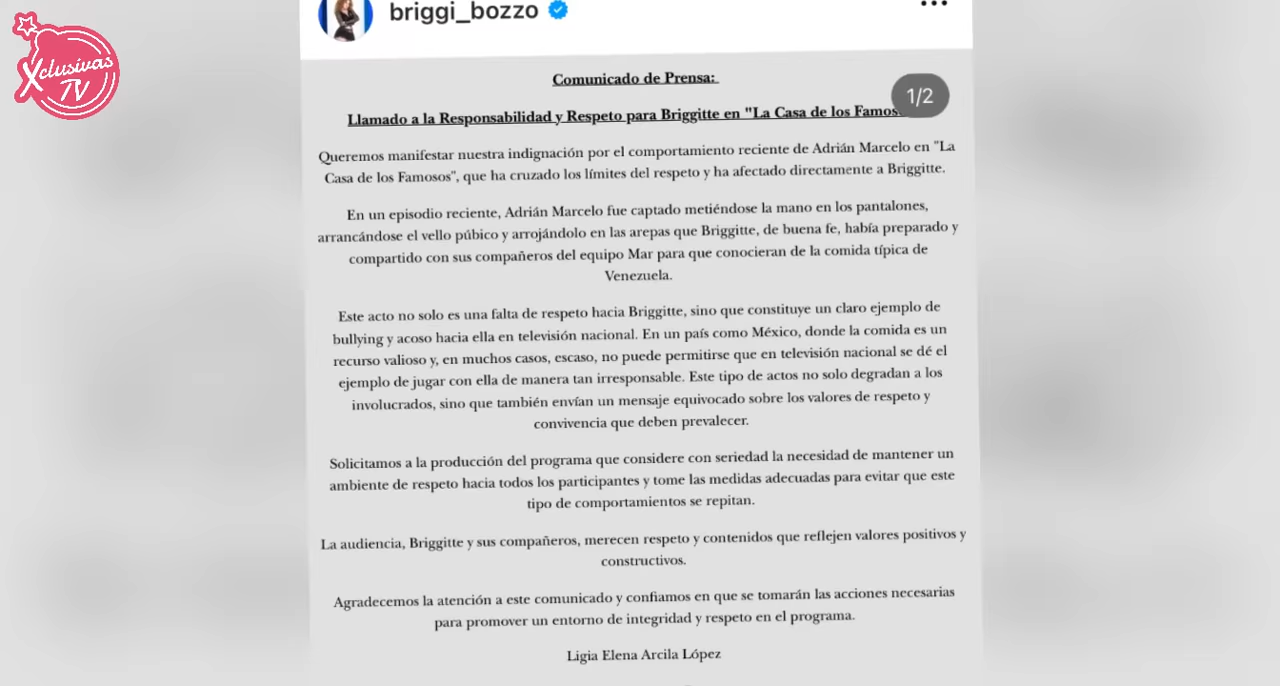 Xclusivas
TV
briggi_bozzo
1/2
Comunicado de Prensa:
Llamado a la Responsabilidad y Respeto para Briggitte en "La Casa de los Famos
Queremos manifestar nuestra indignación por el comportamiento reciente de Adrián Marcelo en "La
Casa de los Famosos", que ha cruzado los límites del respeto y ha afectado directamente a Briggitte.
En un episodio reciente, Adrián Marcelo fue captado metiéndose la mano en los pantalones,
arrancándose el vello púbico y arrojándolo en las arepas que Briggitte, de buena fe, había preparado y
compartido con sus compañeros del equipo Mar para que conocieran de la comida típica de
Venezuela.
Este acto no solo es una falta de respeto hacia Briggitte, sino que constituye un claro ejemplo de
bullying y acoso hacia ella en televisión nacional. En un país como México, donde la comida es un
recurso valioso y, en muchos casos, escaso, no puede permitirse que en televisión nacional se dé el
ejemplo de jugar con ella de manera tan irresponsable. Este tipo de actos no solo degradan a los
involucrados, sino que también envían un mensaje equivocado sobre los valores de respeto y
convivencia que deben prevalecer.
Solicitamos a la producción del programa que considere con seriedad la necesidad de mantener un
ambiente de respeto hacia todos los participantes y tome las medidas adecuadas para evitar que este
tipo de comportamientos se repitan.
La audiencia, Briggitte y sus compañeros, merecen respeto y contenidos que reflejen valores positivos y
constructivos.
Agradecemos la atención a este comunicado y confiamos en que se tomarán las acciones necesarias
para promover un entorno de integridad y respeto en el programa.
Ligia Elena Arcila López